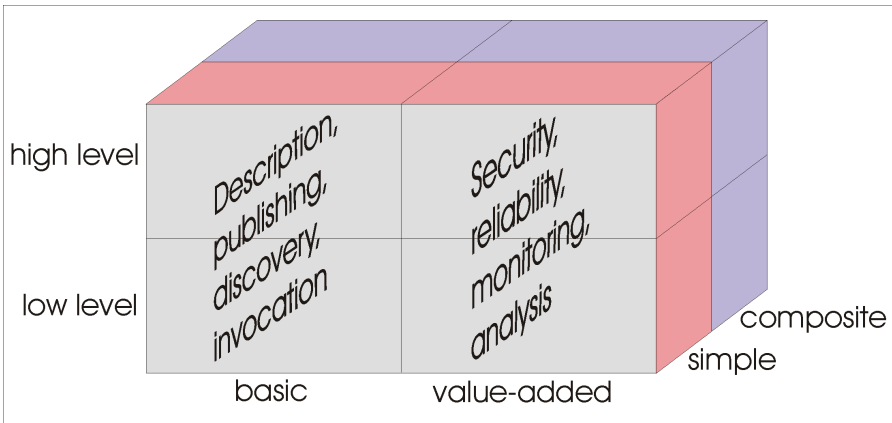 high level
low level
Description,
publishing,
discovery,
invocation
Security,
reliability,
monitoring,
analysis
basic
value-added
simple
composite